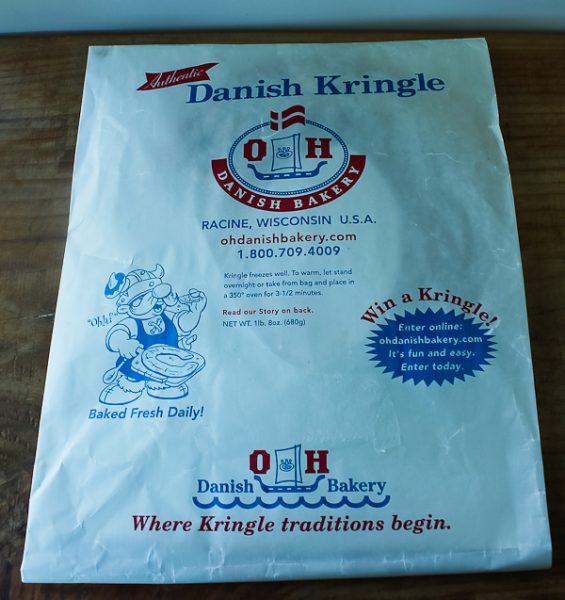 Authentic
Danish Kringle
O H
DANISH BAKERY
RACINE, WISCONSIN U.S.A.
ohdanishbakery.com
1.800.709.4009
Kringle freezes well. To warm, let stand
overnight or take from bag and place in
a 350° oven for 3-1/2 minutes.
Read our Story on back.
NET WT. 1lb. 8oz. (680g)
"Oh!!"
Baked Fresh Daily!
Win a Kringle!
Enter online:
ohdanishbakery.com
It's fun and easy.
Enter today.
O H
Danish Bakery
Where Kringle traditions begin.